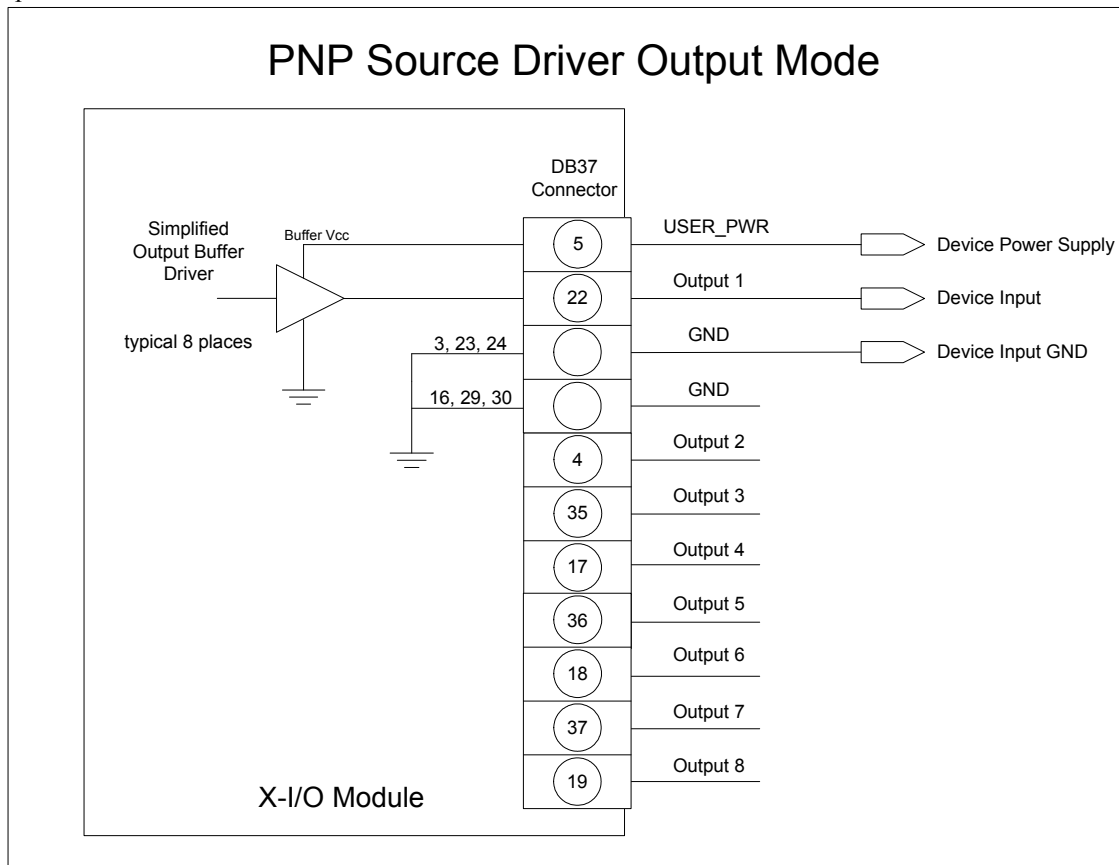 PNP Source Driver Output Mode
DB37
Connector
Simplified
Output Buffer
Driver
typical 8 places
Buffer Vcc
5
USER_PWR
Device Power Supply
22
Output 1
Device Input
3, 23, 24
GND
Device Input GND
16, 29, 30
GND
4
Output 2
35
Output 3
17
Output 4
36
Output 5
18
Output 6
37
Output 7
19
Output 8
X-I/O Module